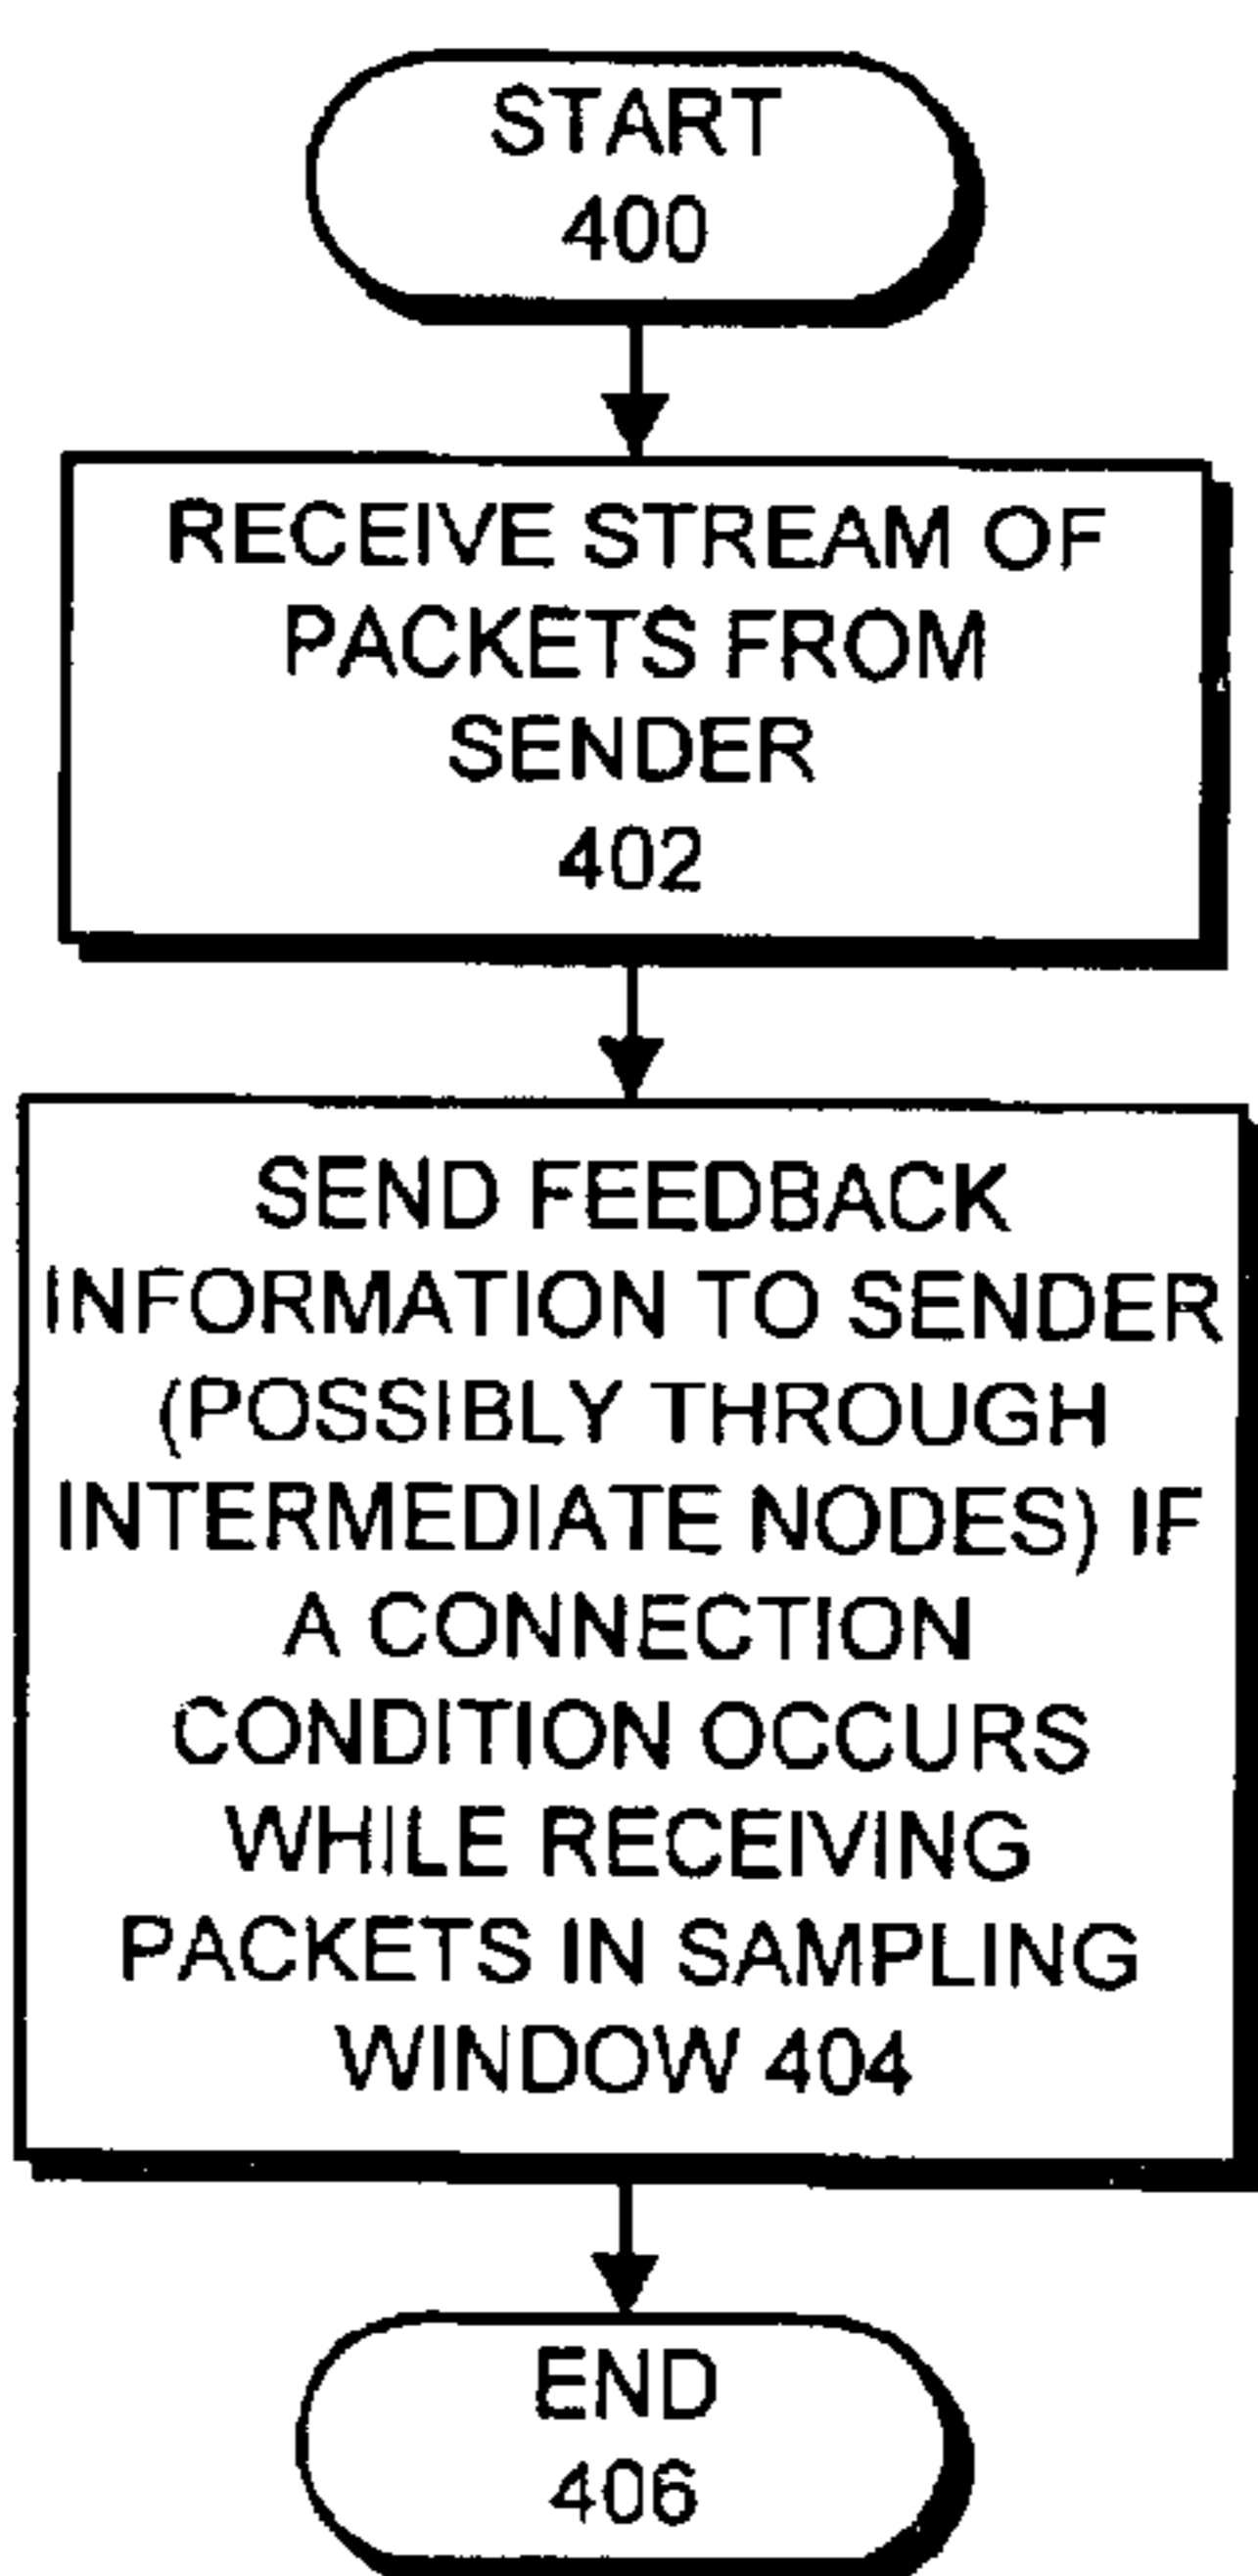 START
400
RECEIVE STREAM OF
PACKETS FROM
SENDER
402
SEND FEEDBACK
INFORMATION TO SENDER
(POSSIBLY THROUGH
INTERMEDIATE NODES) IF
A CONNECTION
CONDITION OCCURS
WHILE RECEIVING
PACKETS IN SAMPLING
WINDOW 404
END
406